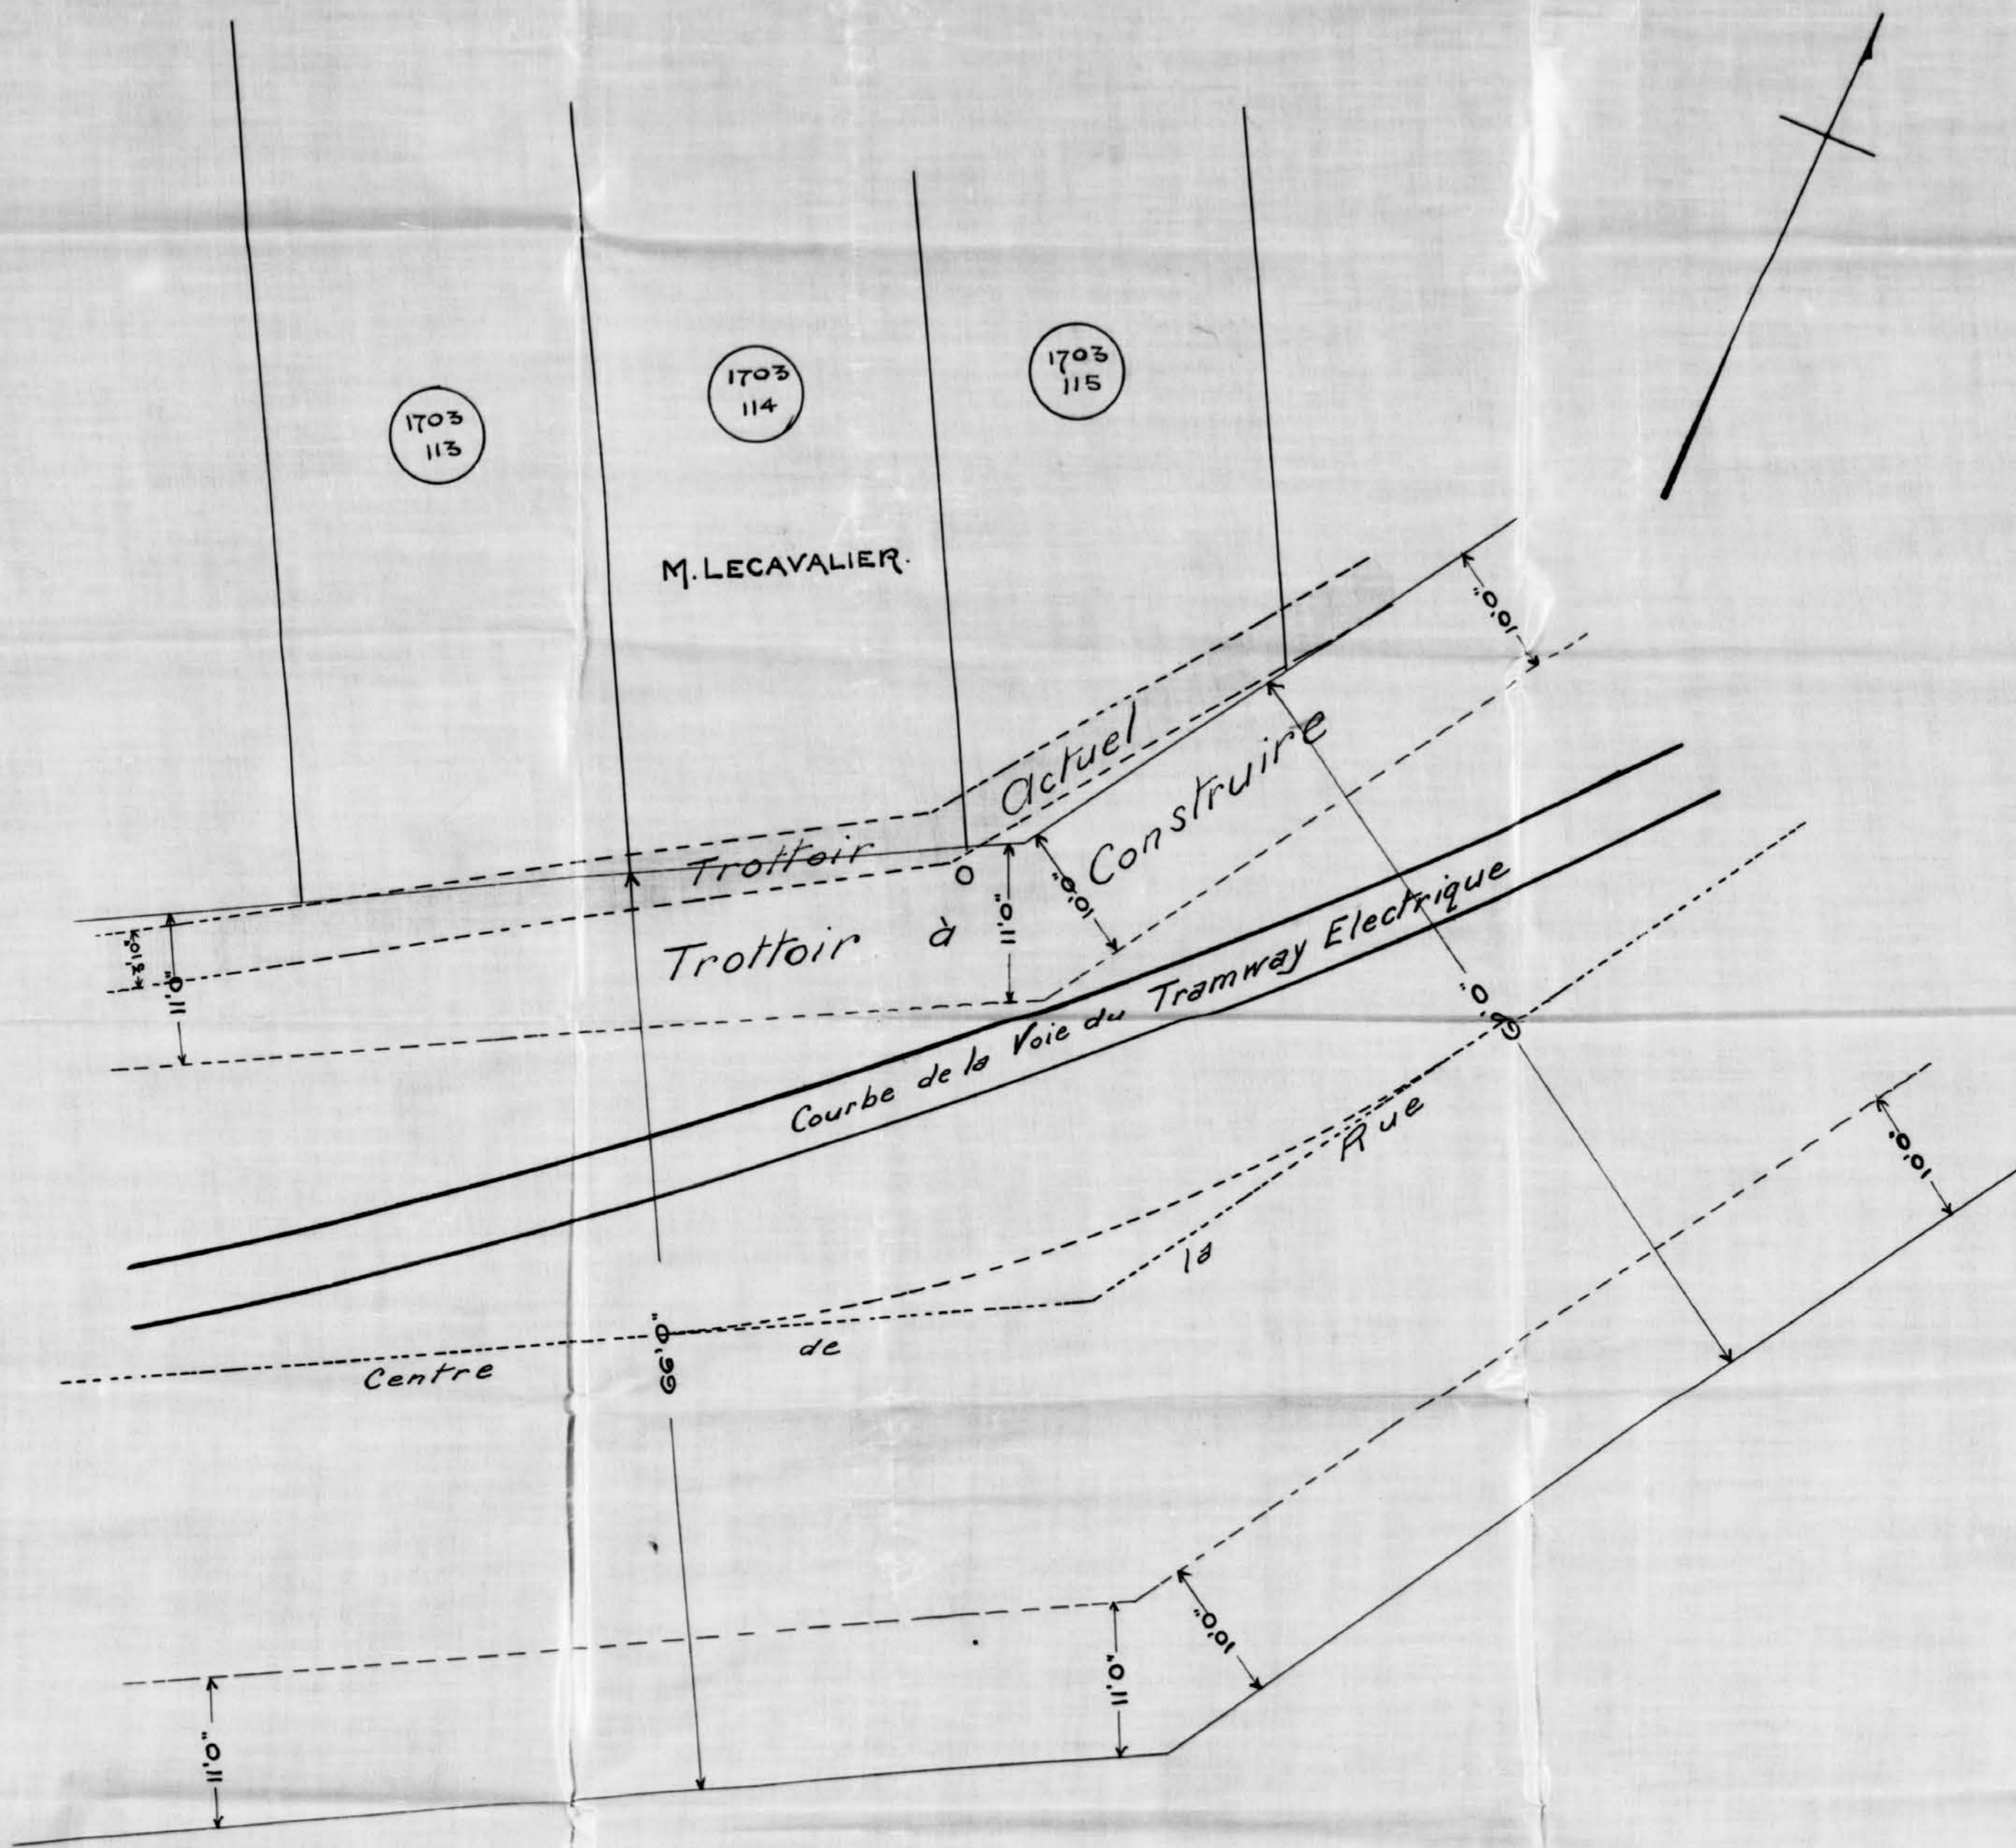 1703
113
1703
114
1703
115
M. LECAVALIER.
Trottoir Actuel
Trottoir à Construire
O
11'.0"
11'.0"
10'.0"
10'.0"
Courbe de la Voie du Tramway Electrique
Centre de la Rue
66'.0"
11'.0"
11'.0"
10'.0"
10'.0"